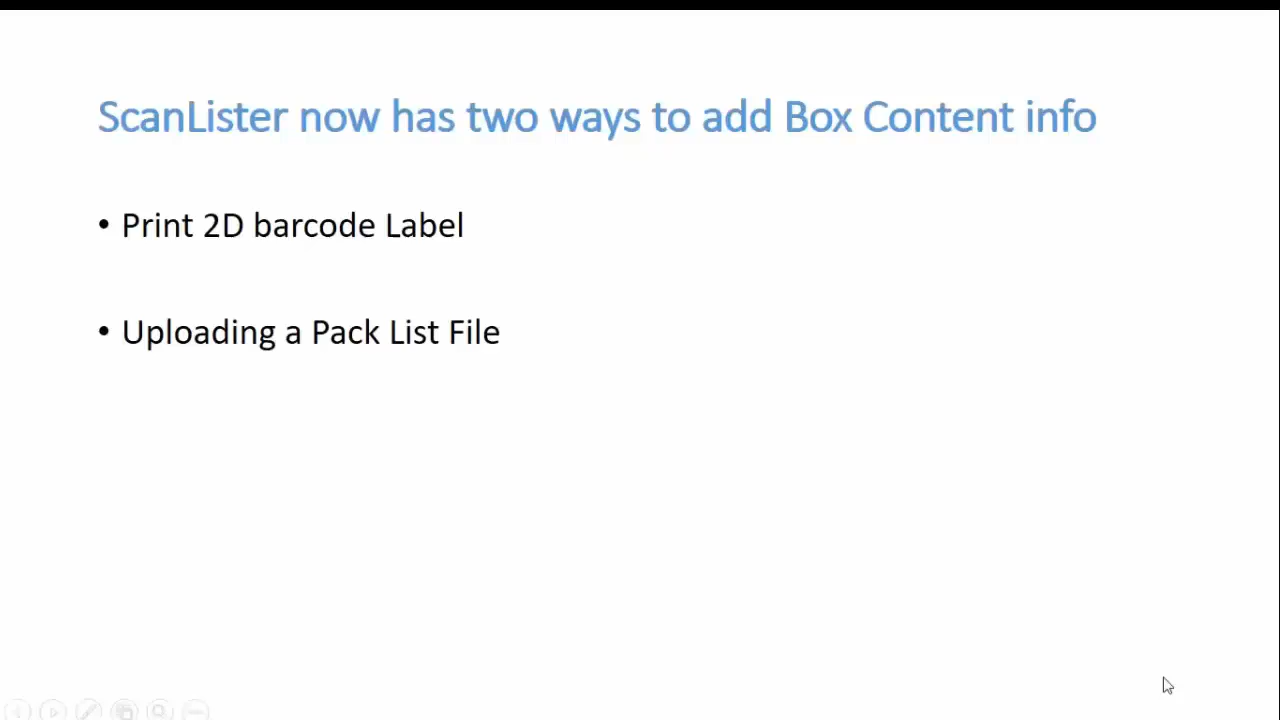 ScanLister now has two ways to add Box Content info
• Print 2D barcode Label
• Uploading a Pack List File